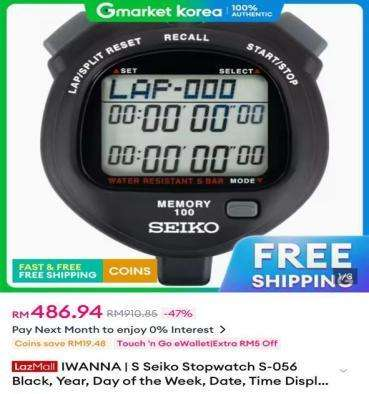 Gmarket Korea 100% AUTHENTIC
LAP/SPLIT RESET
RECALL
START/STOP
SET SELECT
LAP-000
00:00'00"00
00:00'00"00
WATER RESISTANT 5 BAR MODE
MEMORY
100
SEIKO
FAST & FREE
FREE SHIPPING
COINS
FREE
SHIPPING
1/3
RM486.94 RM910.85 -47%
Pay Next Month to enjoy 0% Interest >
Coins save RM19.48 Touch 'n Go eWallet|Extra RM5 Off
LazMall IWANNA | S Seiko Stopwatch S-056
Black, Year, Day of the Week, Date, Time Displ...